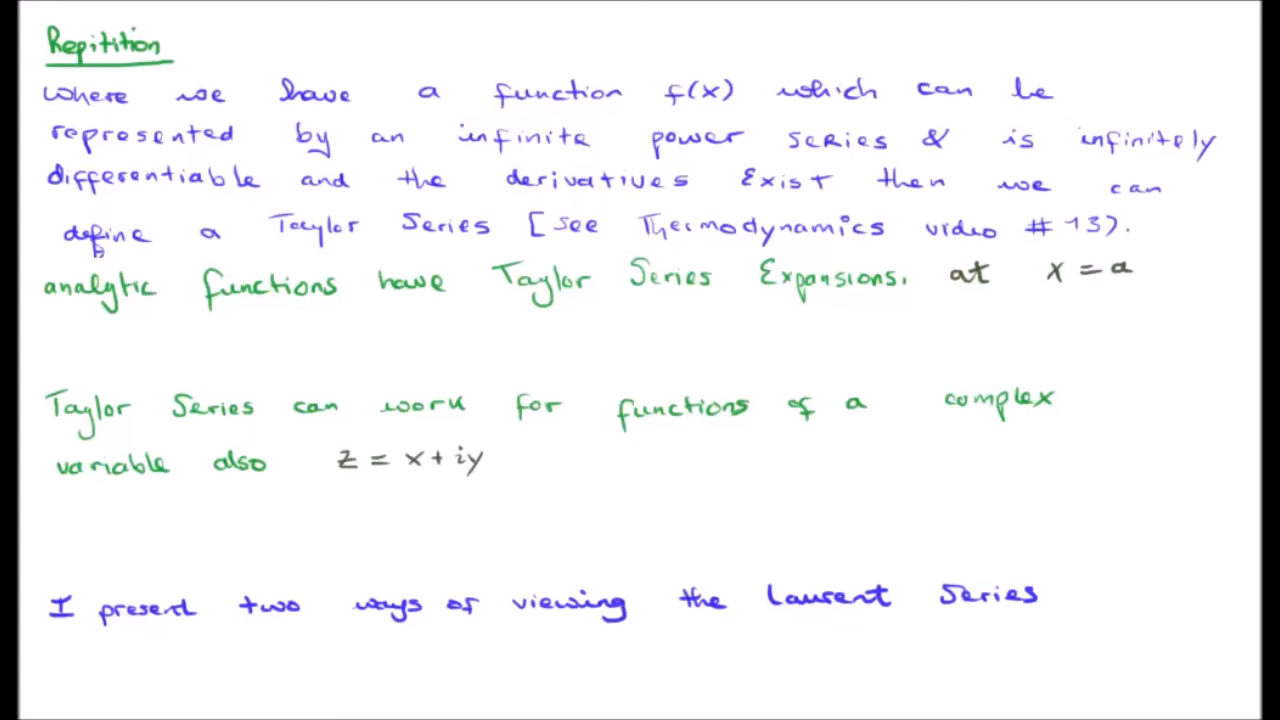 Repitition
where we have a function f(x) which can be
represented by an infinite power series & is infinitely
differentiable and the derivatives Exist then we can
define a Taylor Series [see Thermodynamics video #13).
analytic functions have Taylor Series Expansions, at x = a
Taylor Series can work for functions of a complex
variable also z = x + iy
I present two ways of viewing the Laurent Series